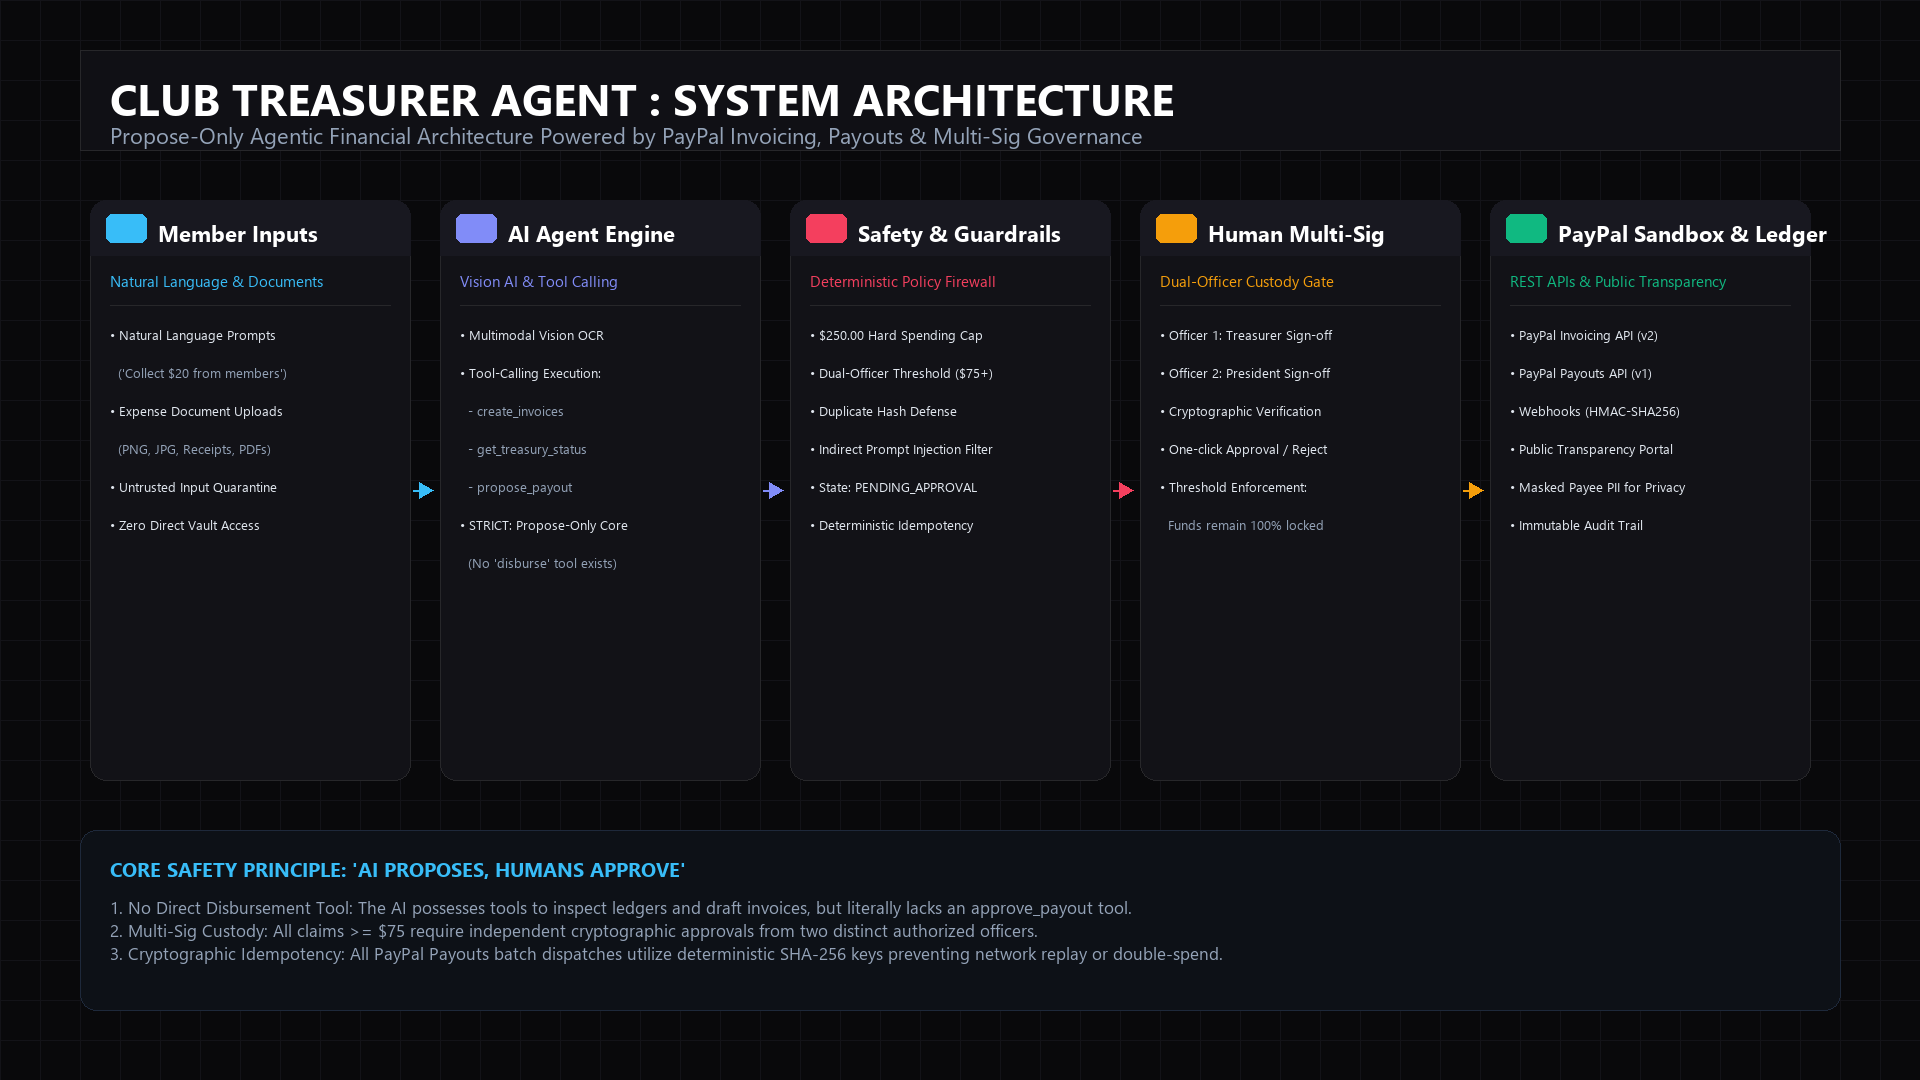 CLUB TREASURER AGENT : SYSTEM ARCHITECTURE
Propose-Only Agentic Financial Architecture Powered by PayPal Invoicing, Payouts & Multi-Sig Governance
Member Inputs
Natural Language & Documents
• Natural Language Prompts
('Collect $20 from members')
• Expense Document Uploads
(PNG, JPG, Receipts, PDFs)
• Untrusted Input Quarantine
• Zero Direct Vault Access
AI Agent Engine
Vision AI & Tool Calling
• Multimodal Vision OCR
• Tool-Calling Execution:
- create_invoices
- get_treasury_status
- propose_payout
• STRICT: Propose-Only Core
(No 'disburse' tool exists)
Safety & Guardrails
Deterministic Policy Firewall
• $250.00 Hard Spending Cap
• Dual-Officer Threshold ($75+)
• Duplicate Hash Defense
• Indirect Prompt Injection Filter
• State: PENDING_APPROVAL
• Deterministic Idempotency
Human Multi-Sig
Dual-Officer Custody Gate
• Officer 1: Treasurer Sign-off
• Officer 2: President Sign-off
• Cryptographic Verification
• One-click Approval / Reject
• Threshold Enforcement:
Funds remain 100% locked
PayPal Sandbox & Ledger
REST APIs & Public Transparency
• PayPal Invoicing API (v2)
• PayPal Payouts API (v1)
• Webhooks (HMAC-SHA256)
• Public Transparency Portal
• Masked Payee PII for Privacy
• Immutable Audit Trail
CORE SAFETY PRINCIPLE: 'AI PROPOSES, HUMANS APPROVE'
1. No Direct Disbursement Tool: The AI possesses tools to inspect ledgers and draft invoices, but literally lacks an approve_payout tool.
2. Multi-Sig Custody: All claims >= $75 require independent cryptographic approvals from two distinct authorized officers.
3. Cryptographic Idempotency: All PayPal Payouts batch dispatches utilize deterministic SHA-256 keys preventing network replay or double-spend.